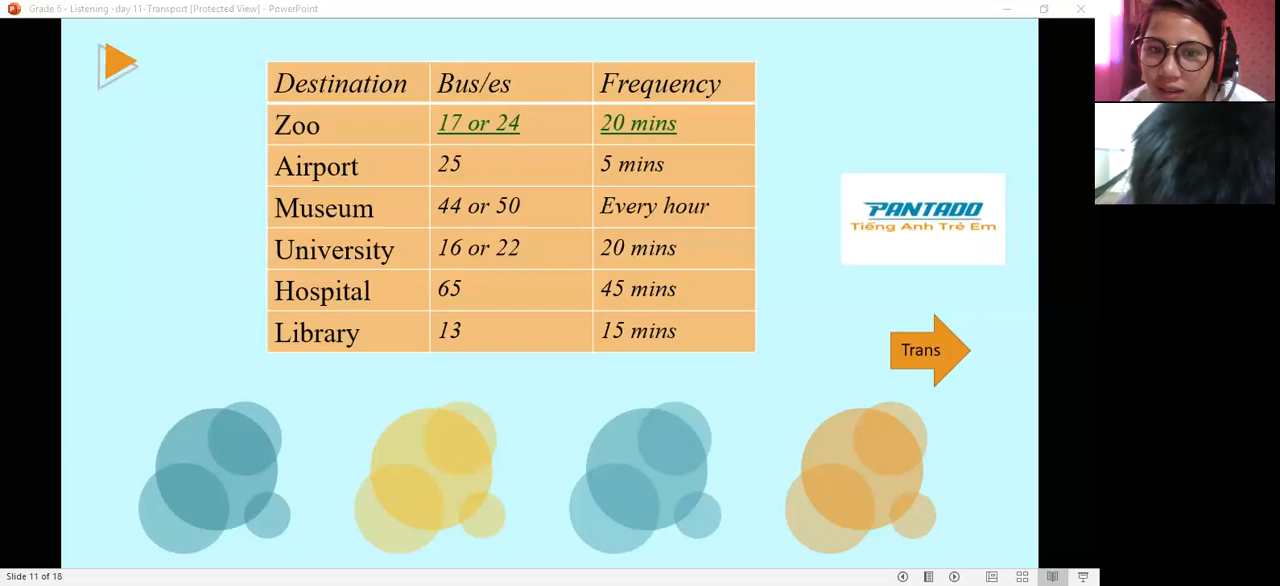 Grade 6 - Listening -day 11-Transport [Protected View] - PowerPoint
Destination Bus/es Frequency
Zoo 17 or 24 20 mins
Airport 25 5 mins
Museum 44 or 50 Every hour
University 16 or 22 20 mins
Hospital 65 45 mins
Library 13 15 mins
PANTADO
Tiếng Anh Trẻ Em
Trans
Slide 11 of 18